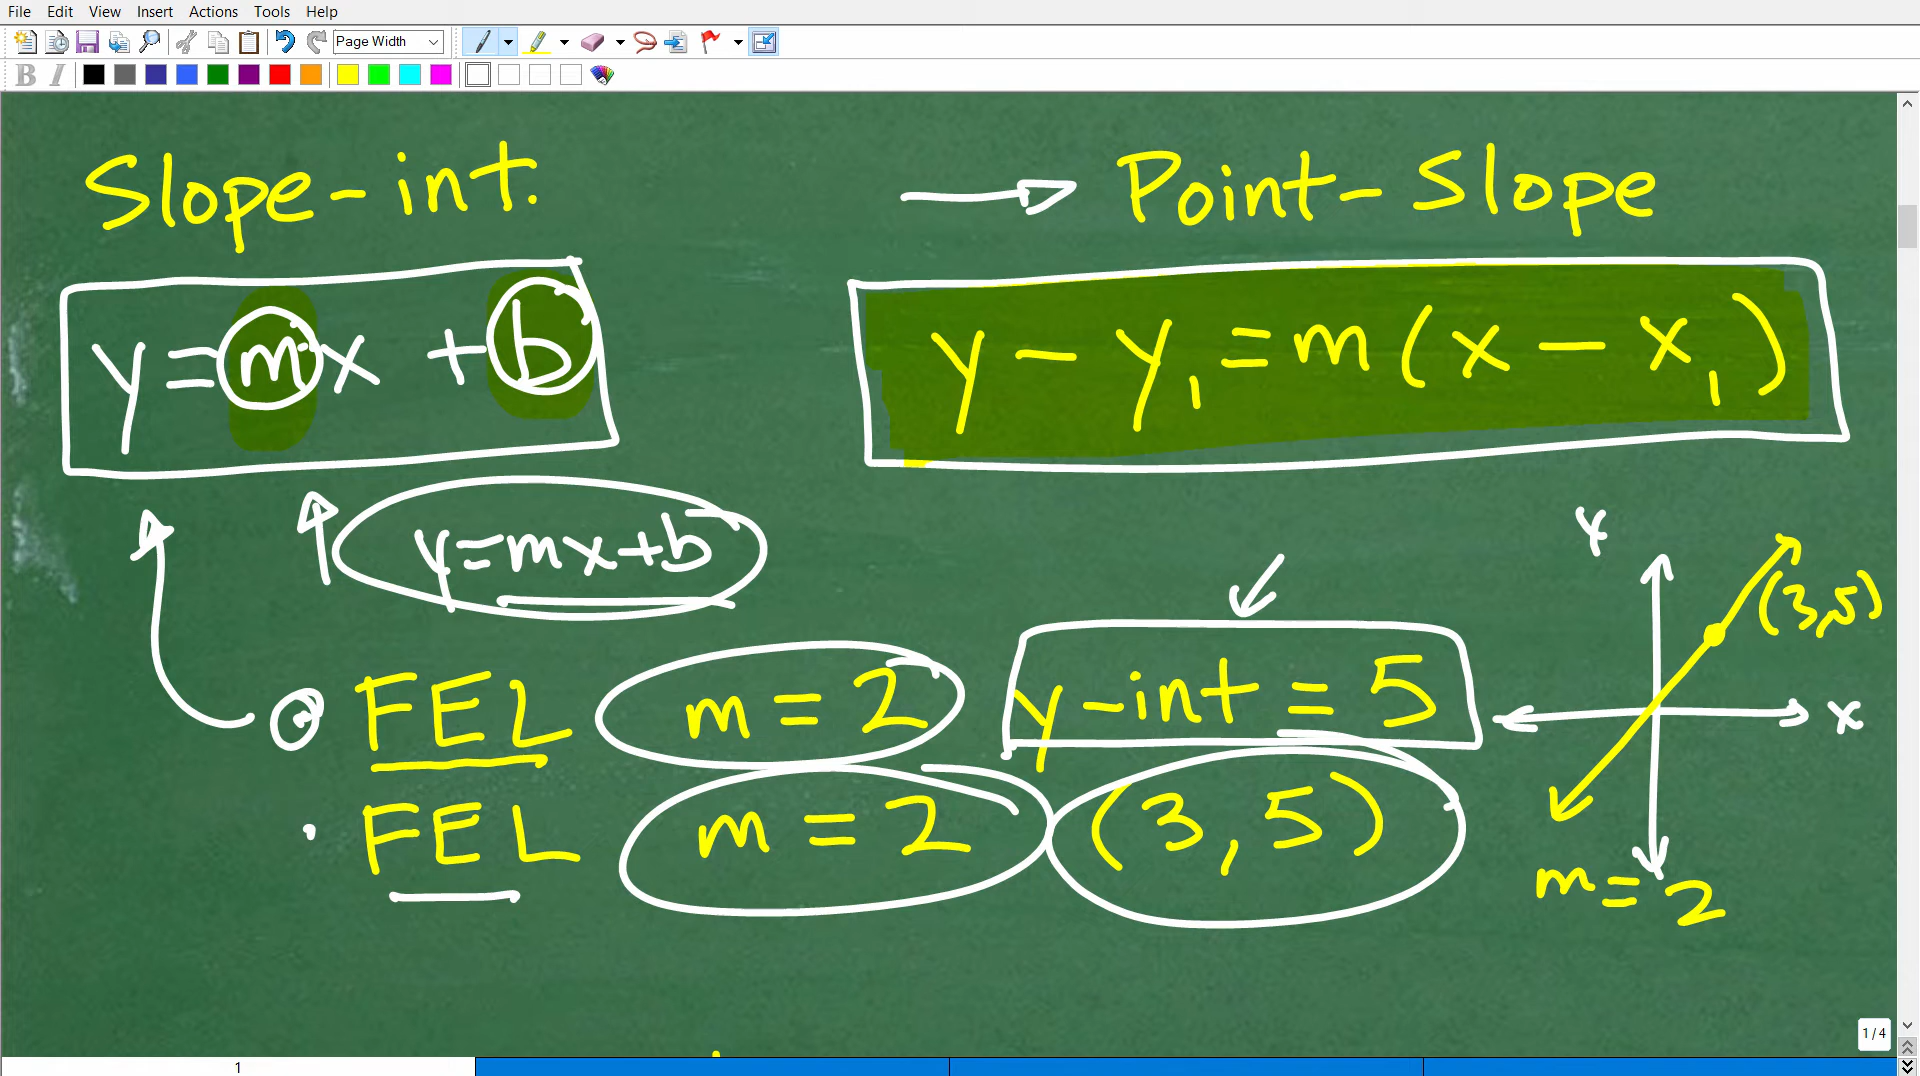 File Edit View Insert Actions Tools Help
Page Width
B I
Slope-int. Point-Slope
y=mx +b y-y₁=m(x-x₁)
y=mx+b
y
(3,5)
FEL m=2 y-int=5
x
FEL m=2 (3,5)
m=2
1/4
1